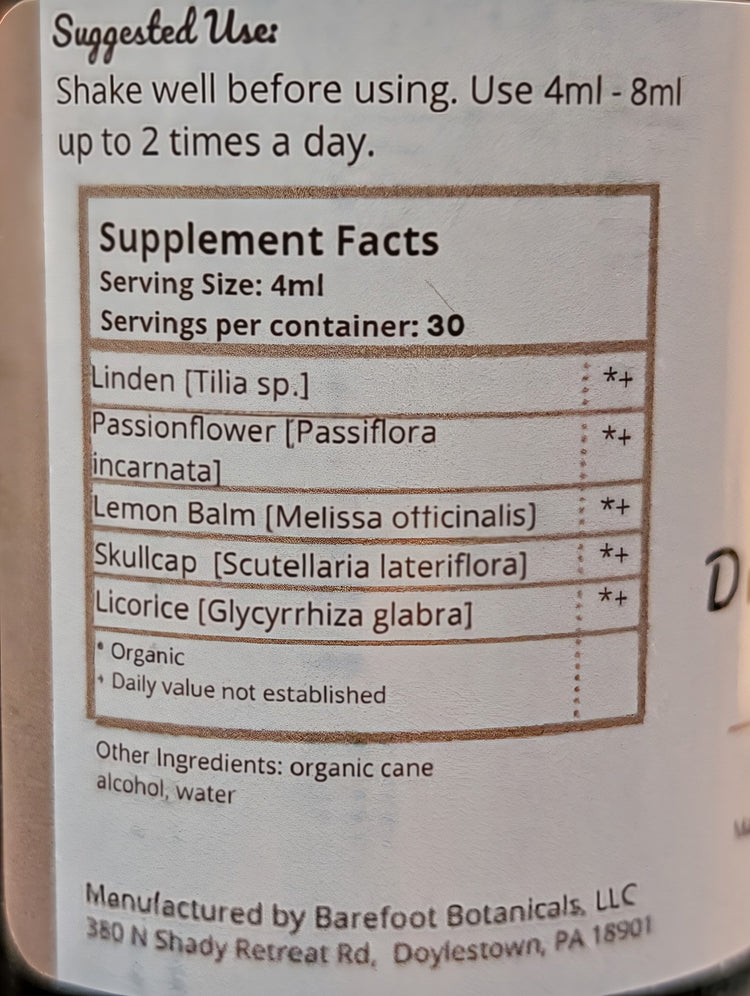 Suggested Use:
Shake well before using. Use 4ml - 8ml
up to 2 times a day.
Supplement Facts
Serving Size: 4ml
Servings per container: 30
Linden [Tilia sp.] *+
Passionflower [Passiflora
incarnata] *+
Lemon Balm [Melissa officinalis] *+
Skullcap [Scutellaria lateriflora] *+
Licorice [Glycyrrhiza glabra] *+
* Organic
+ Daily value not established
Other Ingredients: organic cane
alcohol, water
Manufactured by Barefoot Botanicals, LLC
380 N Shady Retreat Rd, Doylestown, PA 18901